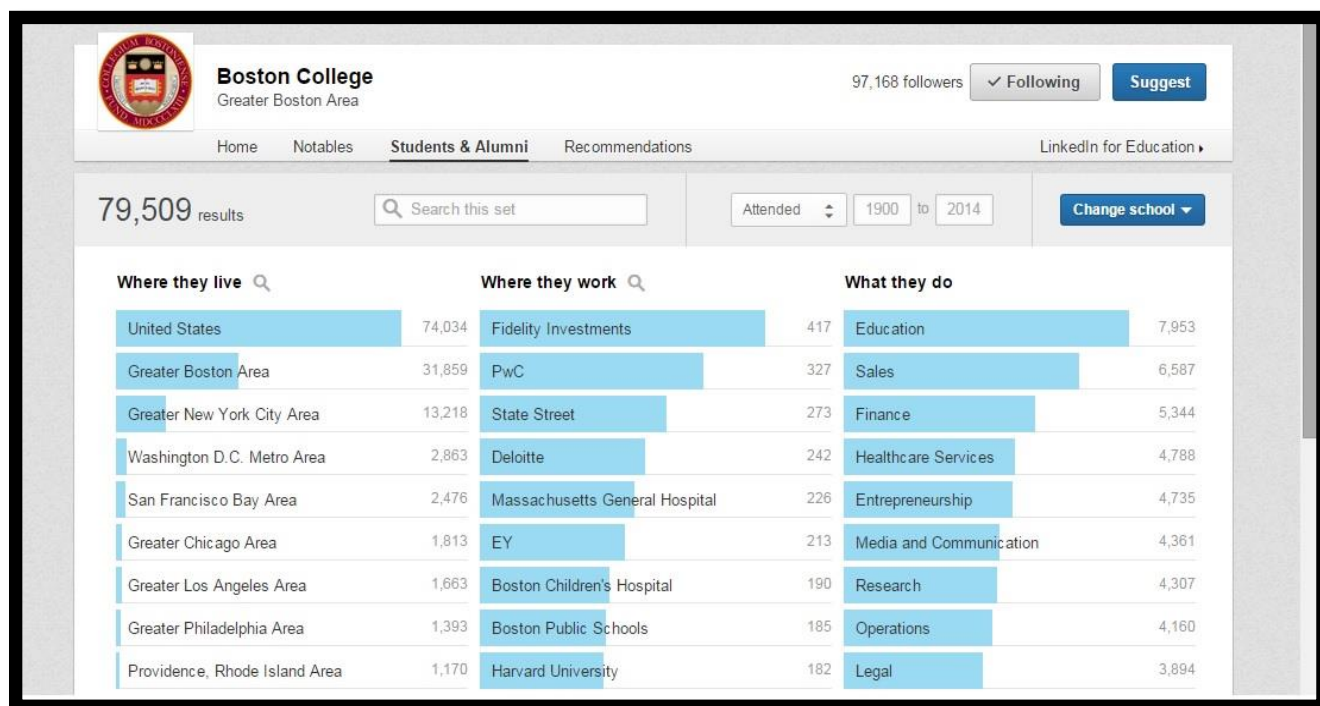 COLLEGIUM BOSTONIENSE
FUND. MDCCCLXIII
Boston College
Greater Boston Area
97,168 followers
✓ Following
Suggest
Home Notables Students & Alumni Recommendations LinkedIn for Education ▸
79,509 results
Search this set
Attended 1900 to 2014
Change school
Where they live
United States 74,034
Greater Boston Area 31,859
Greater New York City Area 13,218
Washington D.C. Metro Area 2,863
San Francisco Bay Area 2,476
Greater Chicago Area 1,813
Greater Los Angeles Area 1,663
Greater Philadelphia Area 1,393
Providence, Rhode Island Area 1,170
Where they work
Fidelity Investments 417
PwC 327
State Street 273
Deloitte 242
Massachusetts General Hospital 226
EY 213
Boston Children's Hospital 190
Boston Public Schools 185
Harvard University 182
What they do
Education 7,953
Sales 6,587
Finance 5,344
Healthcare Services 4,788
Entrepreneurship 4,735
Media and Communication 4,361
Research 4,307
Operations 4,160
Legal 3,894